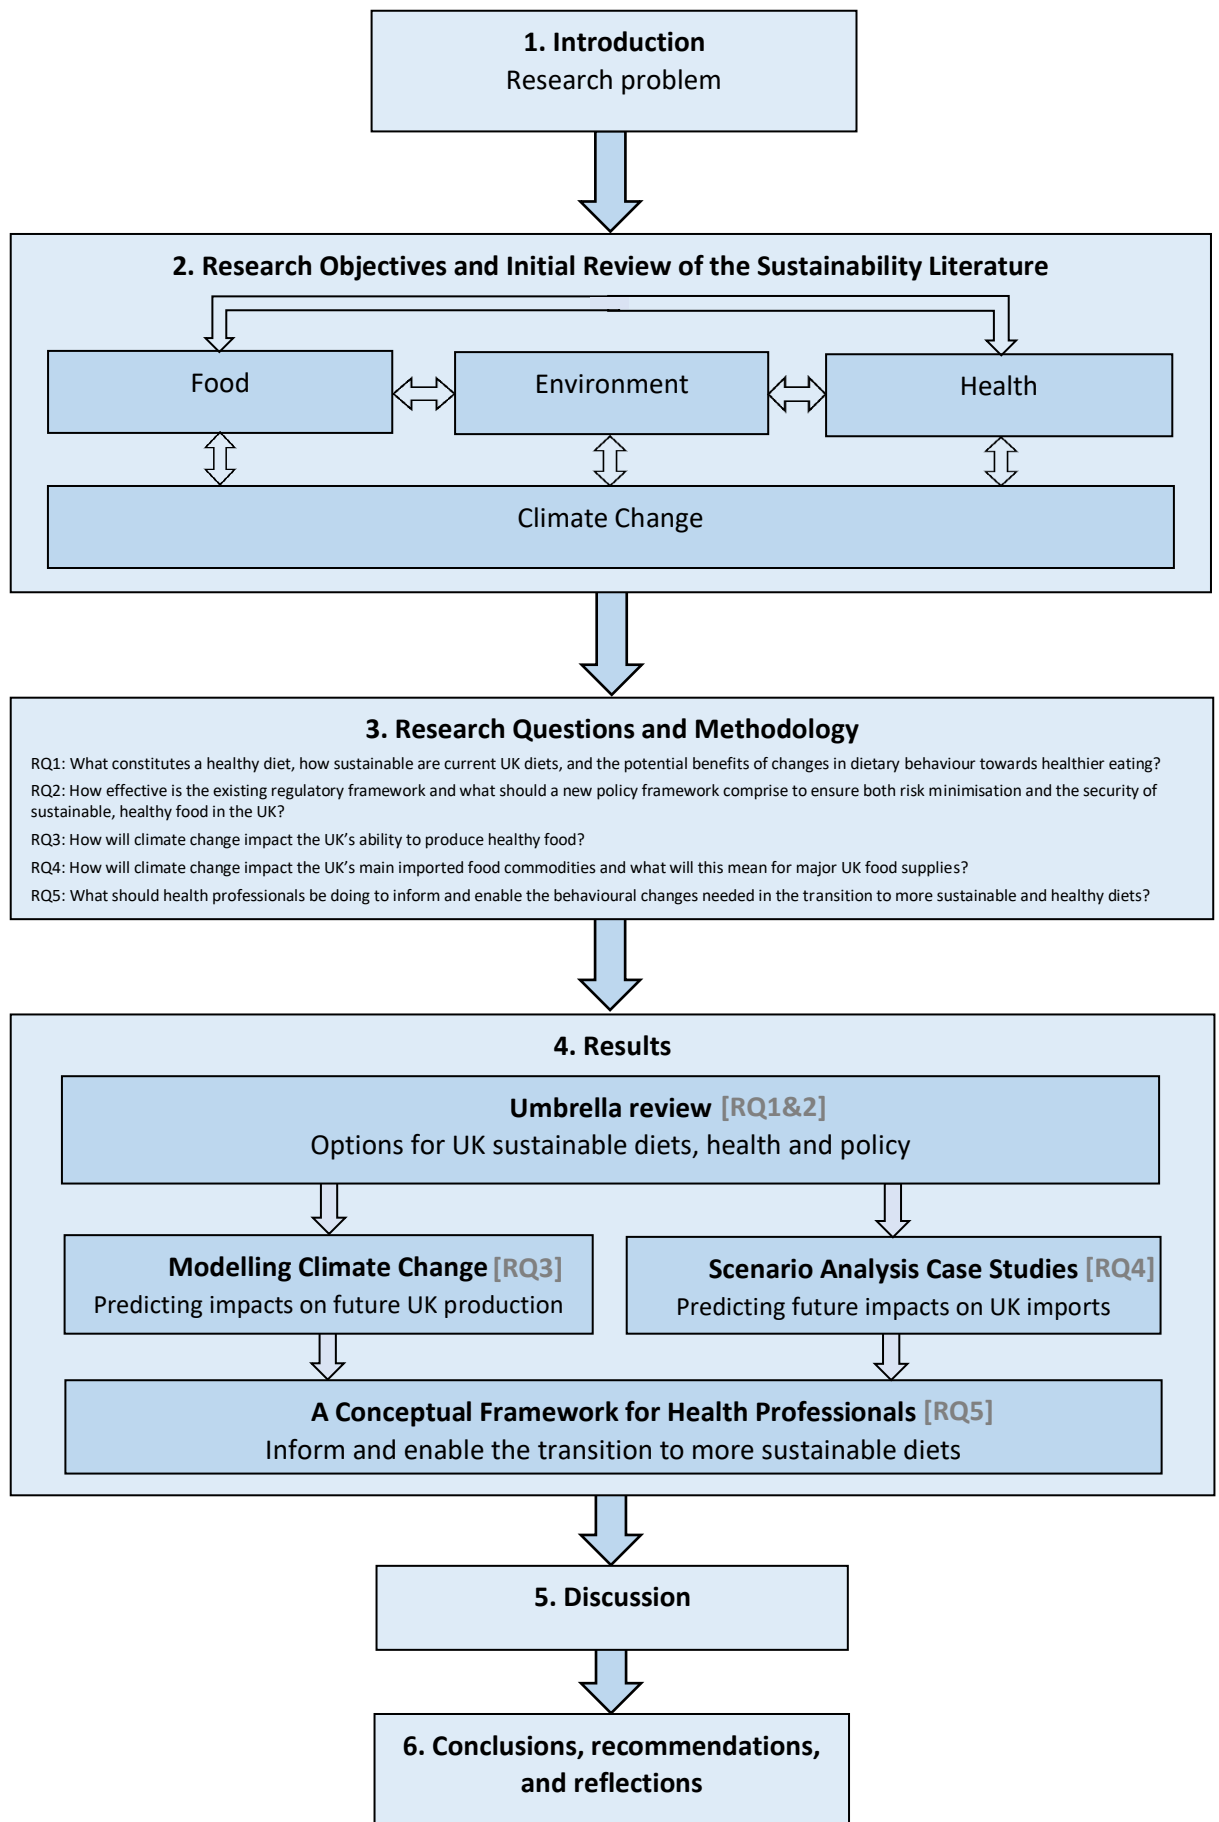 1. Introduction
Research problem
2. Research Objectives and Initial Review of the Sustainability Literature
Food
Environment
Health
Climate Change
3. Research Questions and Methodology
RQ1: What constitutes a healthy diet, how sustainable are current UK diets, and the potential benefits of changes in dietary behaviour towards healthier eating?
RQ2: How effective is the existing regulatory framework and what should a new policy framework comprise to ensure both risk minimisation and the security of
sustainable, healthy food in the UK?
RQ3: How will climate change impact the UK’s ability to produce healthy food?
RQ4: How will climate change impact the UK’s main imported food commodities and what will this mean for major UK food supplies?
RQ5: What should health professionals be doing to inform and enable the behavioural changes needed in the transition to more sustainable and healthy diets?
4. Results
Umbrella review [RQ1&2]
Options for UK sustainable diets, health and policy
Modelling Climate Change [RQ3]
Predicting impacts on future UK production
Scenario Analysis Case Studies [RQ4]
Predicting future impacts on UK imports
A Conceptual Framework for Health Professionals [RQ5]
Inform and enable the transition to more sustainable diets
5. Discussion
6. Conclusions, recommendations,
and reflections